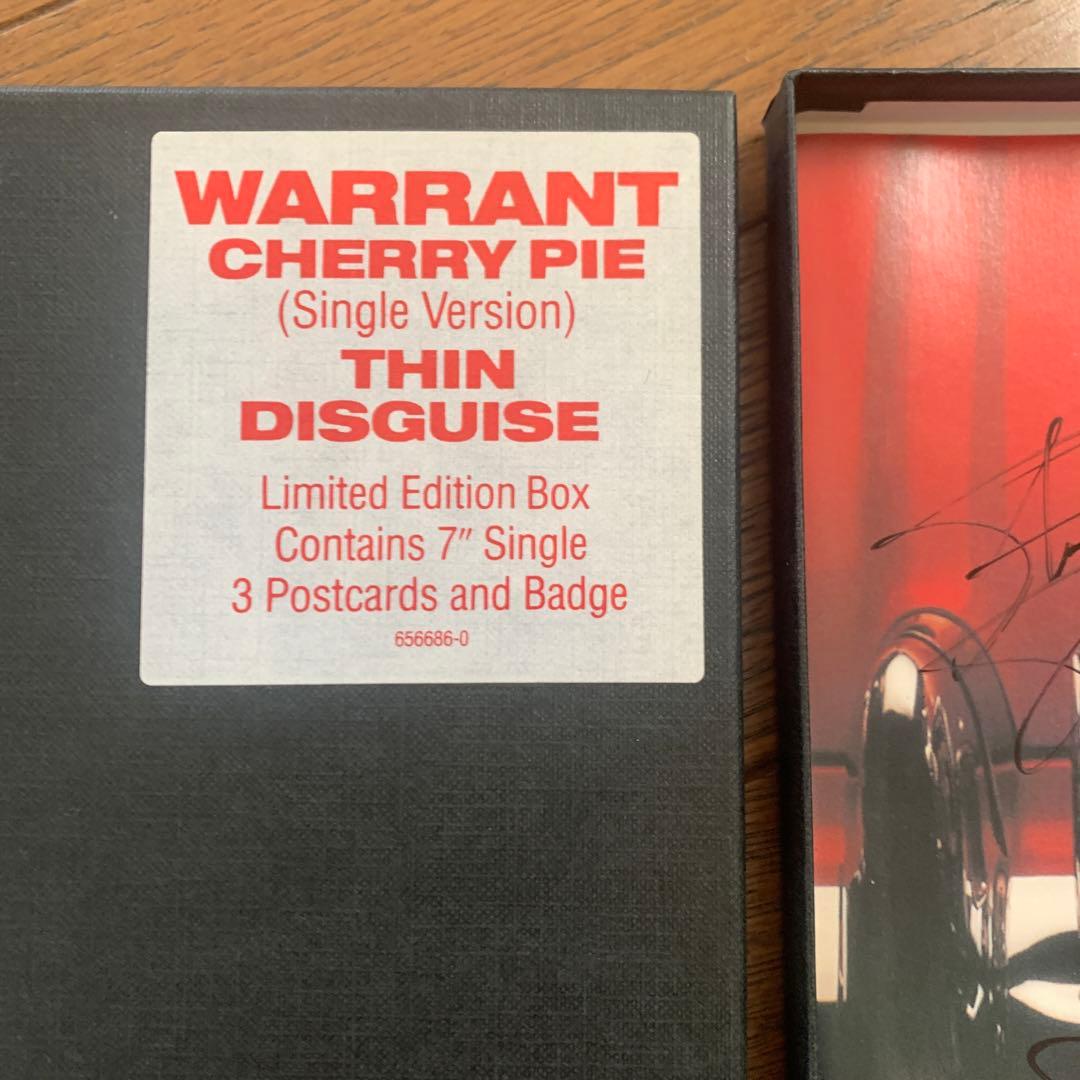 WARRANT
CHERRY PIE
(Single Version)
THIN
DISGUISE
Limited Edition Box
Contains 7″ Single
3 Postcards and Badge
656686-0